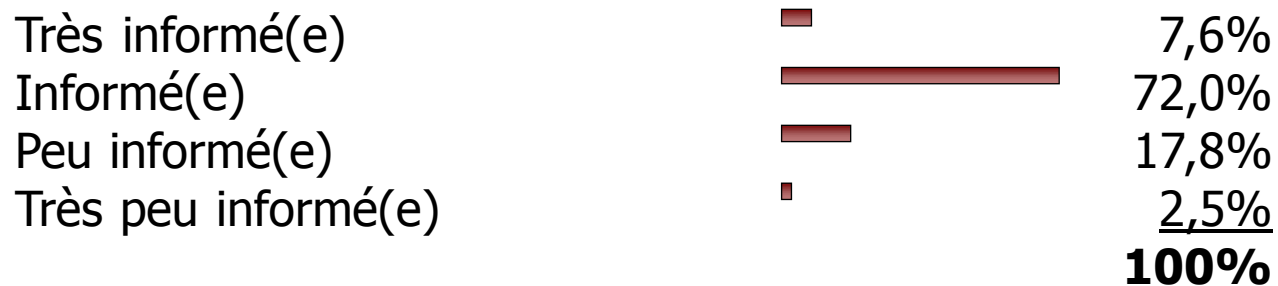 Très informé(e) 7,6%
Informé(e) 72,0%
Peu informé(e) 17,8%
Très peu informé(e) 2,5%
100%